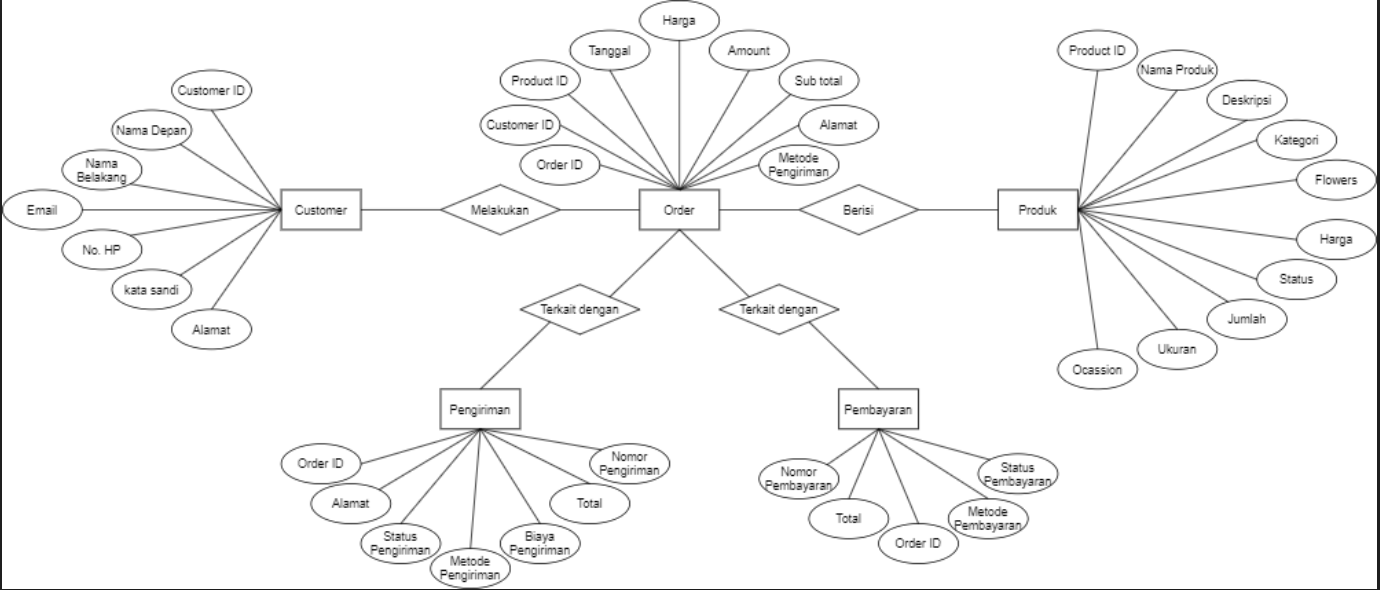 Harga
Tanggal
Amount
Product ID
Sub total
Customer ID
Alamat
Order ID
Metode
Pengiriman
Customer ID
Nama Depan
Nama
Belakang
Email
No. HP
kata sandi
Alamat
Customer
Melakukan
Order
Berisi
Produk
Product ID
Nama Produk
Deskripsi
Kategori
Flowers
Harga
Status
Jumlah
Ukuran
Ocassion
Terkait dengan
Terkait dengan
Pengiriman
Order ID
Alamat
Status
Pengiriman
Metode
Pengiriman
Biaya
Pengiriman
Total
Nomor
Pengiriman
Pembayaran
Nomor
Pembayaran
Total
Order ID
Metode
Pembayaran
Status
Pembayaran